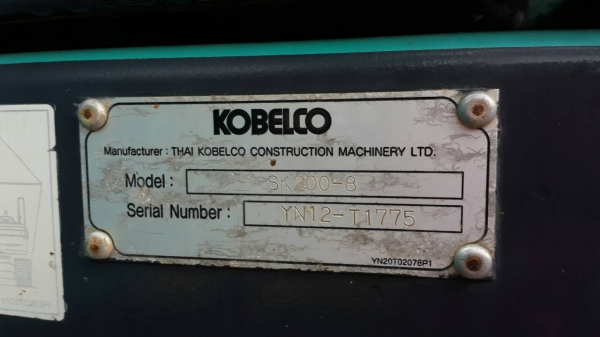 KOBELCO
Manufacturer : THAI KOBELCO CONSTRUCTION MACHINERY LTD.
Model : SK200-8
Serial Number : YN12-T1775
YN20T02078P1